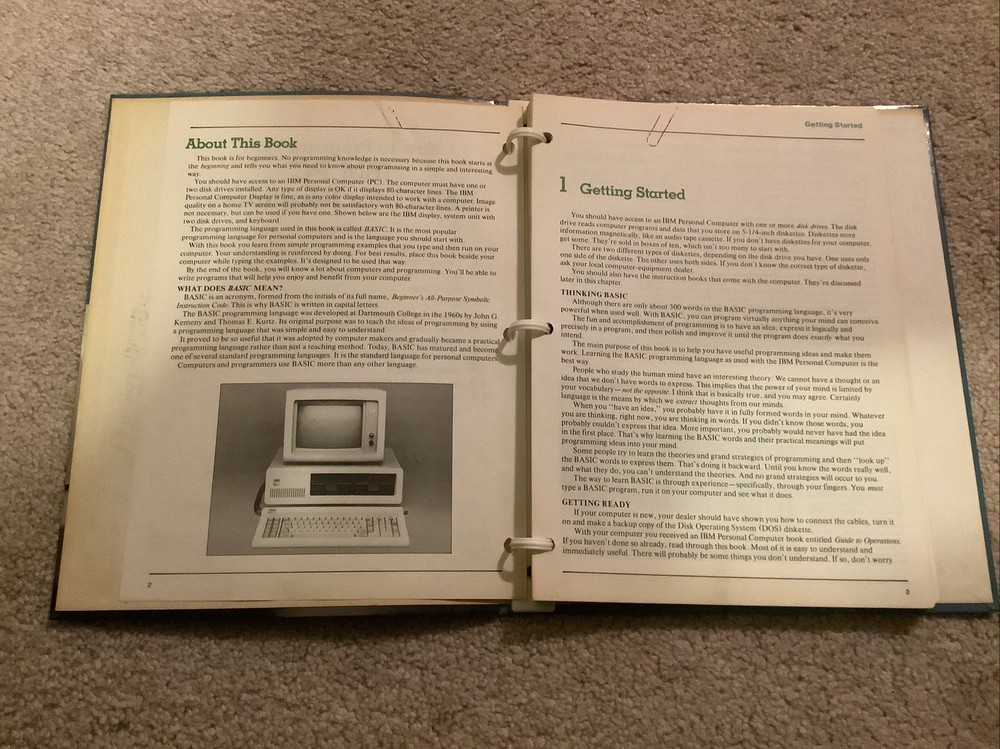 About This Book
This book is for beginners. No programming knowledge is necessary because this book starts at
the beginning and tells you what you need to know about programming in a simple and interesting
way.
You should have access to an IBM Personal Computer (PC). The computer must have one or
two disk drives installed. Any type of display is OK if it displays 80-character lines. The IBM
Personal Computer Display is fine, as is any color display intended to work with a computer. Image
quality on a home TV screen will probably not be satisfactory with 80-character lines. A printer is
not necessary, but can be used if you have one. Shown below are the IBM display, system unit with
two disk drives, and keyboard.
The programming language used in this book is called BASIC. It is the most popular
programming language for personal computers and is the language you should start with.
With this book you learn from simple programming examples that you type and then run on your
computer. Your understanding is reinforced by doing. For best results, place this book beside your
computer while typing the examples. It's designed to be used that way.
By the end of the book, you will know a lot about computers and programming. You'll be able to
write programs that will help you enjoy and benefit from your computer.
WHAT DOES BASIC MEAN?
BASIC is an acronym, formed from the initials of its full name, Beginner's All-Purpose Symbolic
Instruction Code. This is why BASIC is written in capital letters.
The BASIC programming language was developed at Dartmouth College in the 1960s by John G.
Kemeny and Thomas E. Kurtz. Its original purpose was to teach the ideas of programming by using
a programming language that was simple and easy to understand.
It proved to be so useful that it was adopted by computer makers and gradually became a practical
programming language rather than just a teaching method. Today, BASIC has matured and become
one of several standard programming languages. It is the standard language for personal computers.
Computers and programmers use BASIC more than any other language.
2
Getting Started
1 Getting Started
You should have access to an IBM Personal Computer with one or more disk drives. The disk
drive reads computer programs and data that you store on 5-1/4-inch diskettes. Diskettes store
information magnetically, like an audio tape cassette. If you don't have diskettes for your computer,
get some. They're sold in boxes of ten, which isn't too many to start with.
There are two different types of diskettes, depending on the disk drive you have. One uses only
one side of the diskette. The other uses both sides. If you don't know the correct type of diskette,
ask your local computer-equipment dealer.
You should also have the instruction books that come with the computer. They're discussed
later in this chapter.
THINKING BASIC
Although there are only about 300 words in the BASIC programming language, it's very
powerful when used well. With BASIC, you can program virtually anything your mind can conceive.
The fun and accomplishment of programming is to have an idea, express it logically and
precisely in a program, and then polish and improve it until the program does exactly what you
intend.
The main purpose of this book is to help you have useful programming ideas and make them
work. Learning the BASIC programming language as used with the IBM Personal Computer is the
best way.
People who study the human mind have an interesting theory: We cannot have a thought or an
idea that we don't have words to express. This implies that the power of your mind is limited by
your vocabulary—not the opposite. I think that is basically true, and you may agree. Certainly
language is the means by which we extract thoughts from our minds.
When you "have an idea," you probably have it in fully formed words in your mind. Whatever
you are thinking, right now, you are thinking in words. If you didn't know those words, you
probably couldn't express that idea. More important, you probably would never have had the idea
in the first place. That's why learning the BASIC words and their practical meanings will put
programming ideas into your mind.
Some people try to learn the theories and grand strategies of programming and then "look up"
the BASIC words to express them. That's doing it backward. Until you know the words really well,
and what they do, you can't understand the theories. And no grand strategies will occur to you.
The way to learn BASIC is through experience—specifically, through your fingers. You must
type a BASIC program, run it on your computer and see what it does.
GETTING READY
If your computer is new, your dealer should have shown you how to connect the cables, turn it
on and make a backup copy of the Disk Operating System (DOS) diskette.
With your computer you received an IBM Personal Computer book entitled Guide to Operations.
If you haven't done so already, read through this book. Most of it is easy to understand and
immediately useful. There will probably be some things you don't understand. If so, don't worry
3